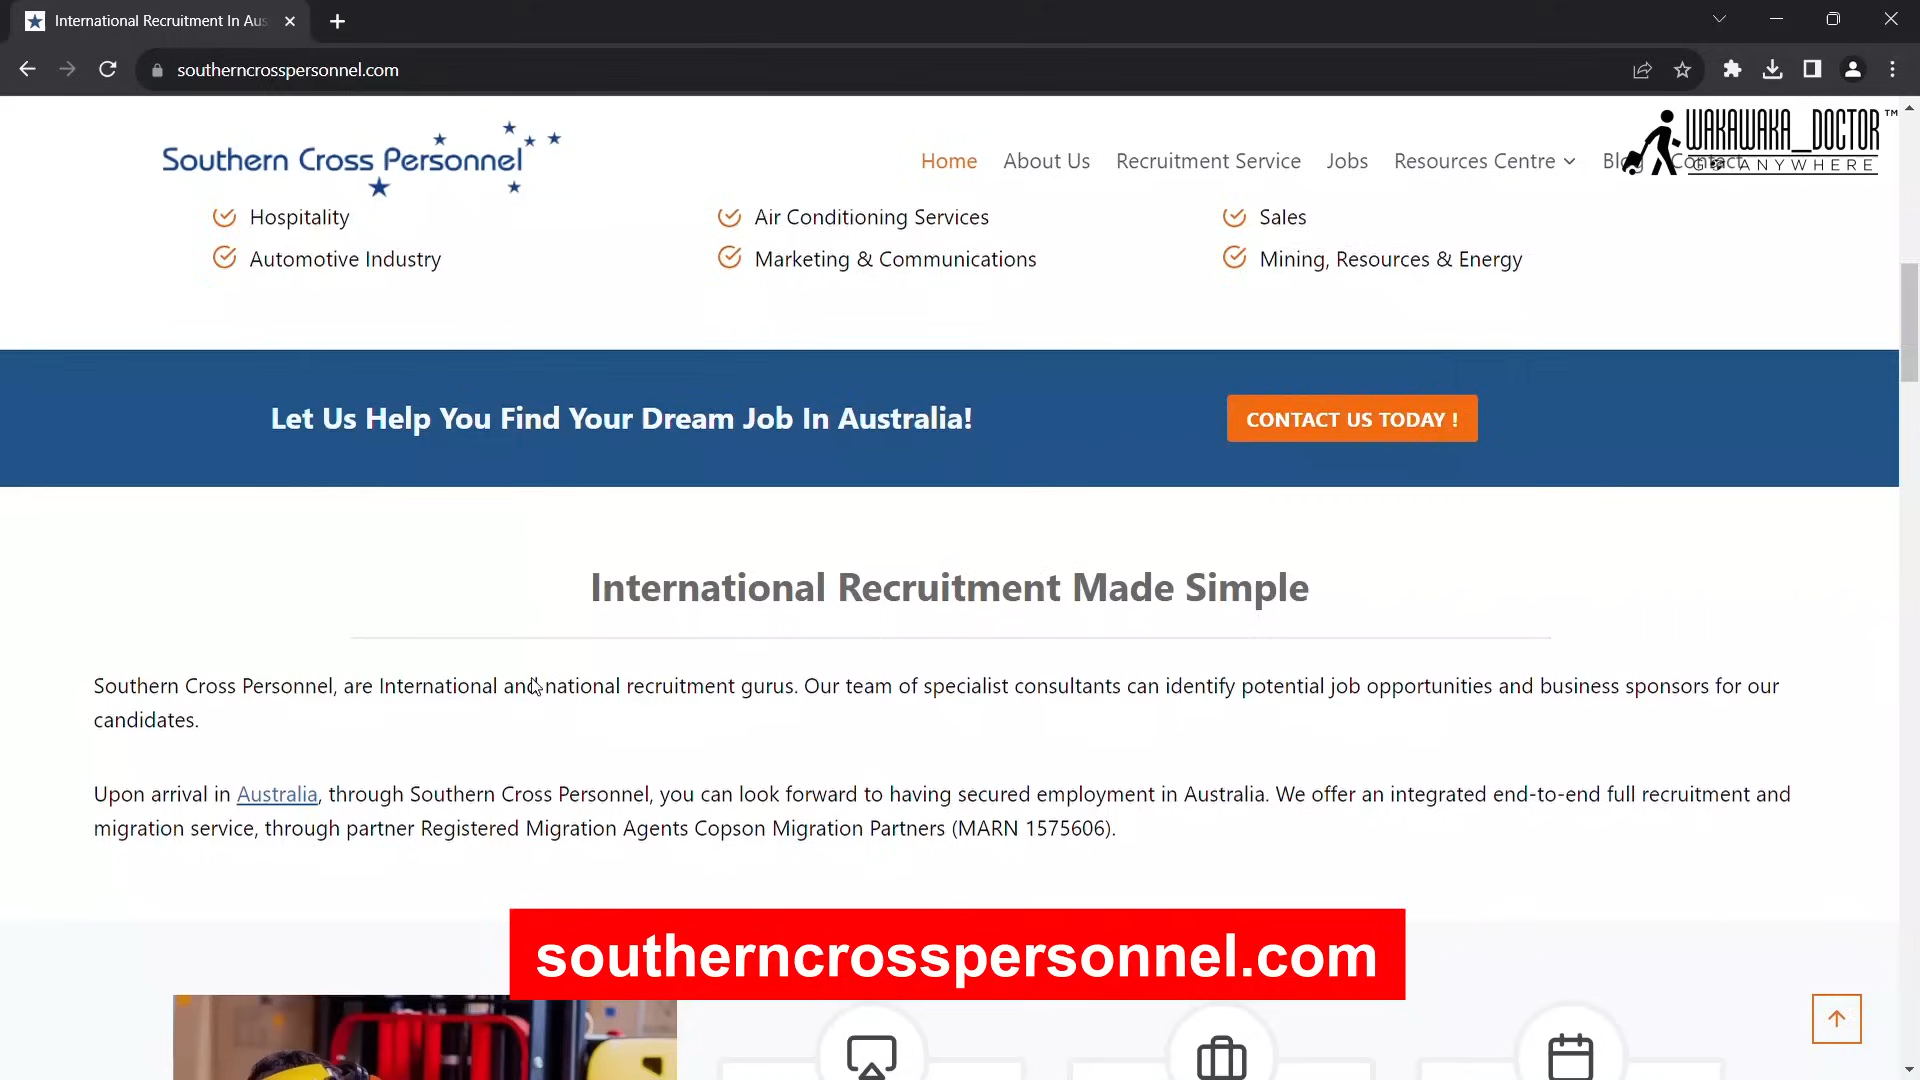 International Recruitment In Aus
southerncrosspersonnel.com
WAKAWAKA_DOCTOR™
GO ANYWHERE
Southern Cross Personnel
Home About Us Recruitment Service Jobs Resources Centre Blog Contact
Hospitality Air Conditioning Services Sales
Automotive Industry Marketing & Communications Mining, Resources & Energy
Let Us Help You Find Your Dream Job In Australia! CONTACT US TODAY !
International Recruitment Made Simple
Southern Cross Personnel, are International and national recruitment gurus. Our team of specialist consultants can identify potential job opportunities and business sponsors for our
candidates.
Upon arrival in Australia, through Southern Cross Personnel, you can look forward to having secured employment in Australia. We offer an integrated end-to-end full recruitment and
migration service, through partner Registered Migration Agents Copson Migration Partners (MARN 1575606).
southerncrosspersonnel.com